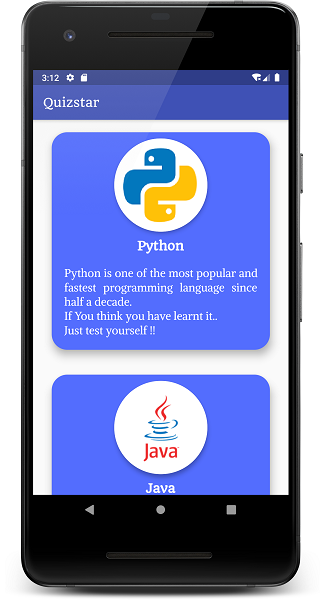 3:12
Quizstar
Python
Python is one of the most popular and
fastest programming language since
half a decade.
If You think you have learnt it..
Just test yourself !!
Java
Java